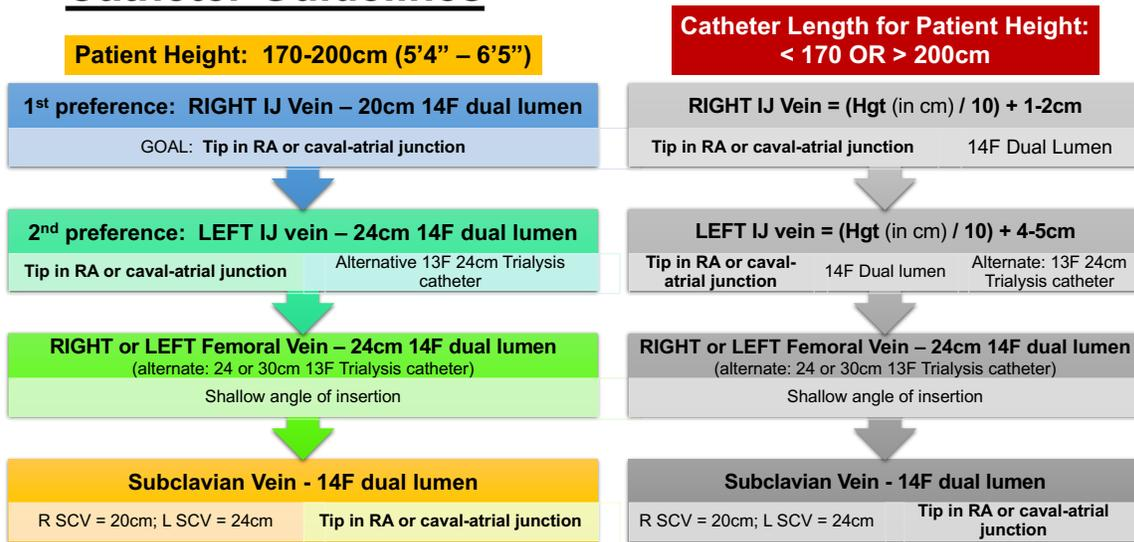 Catheter Guidelines
Patient Height: 170-200cm (5’4” – 6’5”)
1st preference: RIGHT IJ Vein – 20cm 14F dual lumen
GOAL: Tip in RA or caval-atrial junction
2nd preference: LEFT IJ vein – 24cm 14F dual lumen
Tip in RA or caval-atrial junction
Alternative 13F 24cm Trialysis
catheter
RIGHT or LEFT Femoral Vein – 24cm 14F dual lumen
(alternate: 24 or 30cm 13F Trialysis catheter)
Shallow angle of insertion
Subclavian Vein - 14F dual lumen
R SCV = 20cm; L SCV = 24cm
Tip in RA or caval-atrial junction
Catheter Length for Patient Height:
< 170 OR > 200cm
RIGHT IJ Vein = (Hgt (in cm) / 10) + 1-2cm
Tip in RA or caval-atrial junction
14F Dual Lumen
LEFT IJ vein = (Hgt (in cm) / 10) + 4-5cm
Tip in RA or caval-
atrial junction
14F Dual lumen
Alternate: 13F 24cm
Trialysis catheter
RIGHT or LEFT Femoral Vein – 24cm 14F dual lumen
(alternate: 24 or 30cm 13F Trialysis catheter)
Shallow angle of insertion
Subclavian Vein - 14F dual lumen
R SCV = 20cm; L SCV = 24cm
Tip in RA or caval-atrial
junction